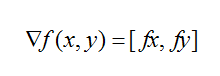 ∇f(x, y) = [fx, fy]